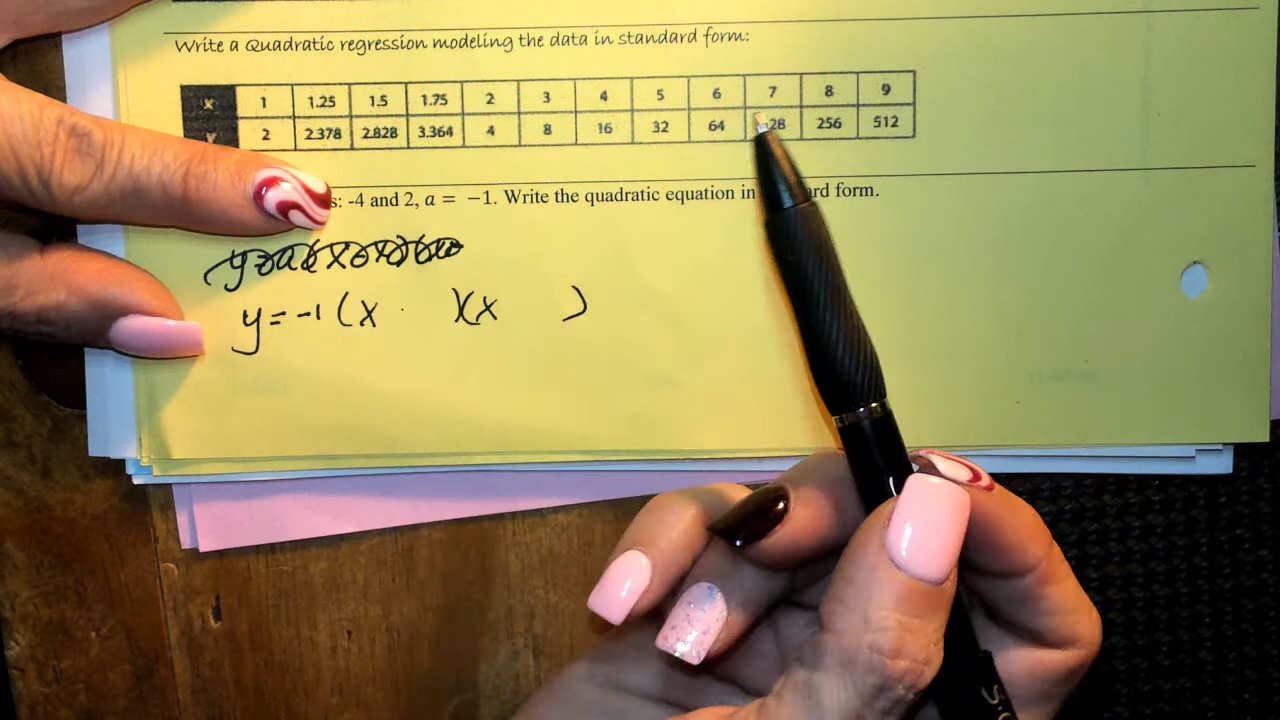 Write a Quadratic regression modeling the data in standard form:
x 1 1.25 1.5 1.75 2 3 4 5 6 7 8 9
y 2 2.378 2.828 3.364 4 8 16 32 64 28 256 512
s: -4 and 2, a = −1. Write the quadratic equation in ard form.
y = -1 (x )(x )